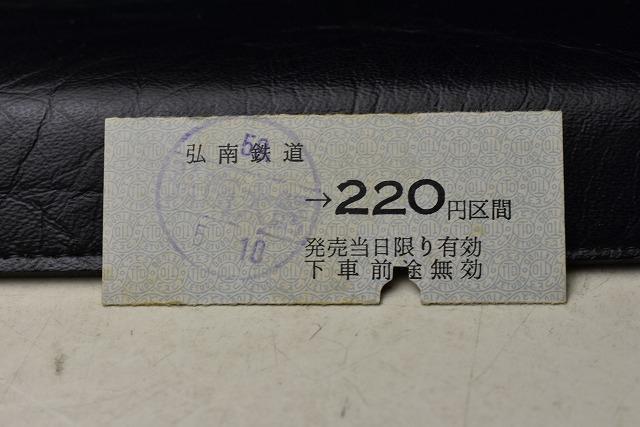 弘南鉄道
→220円区間
発売当日限り有効
下車前途無効
10